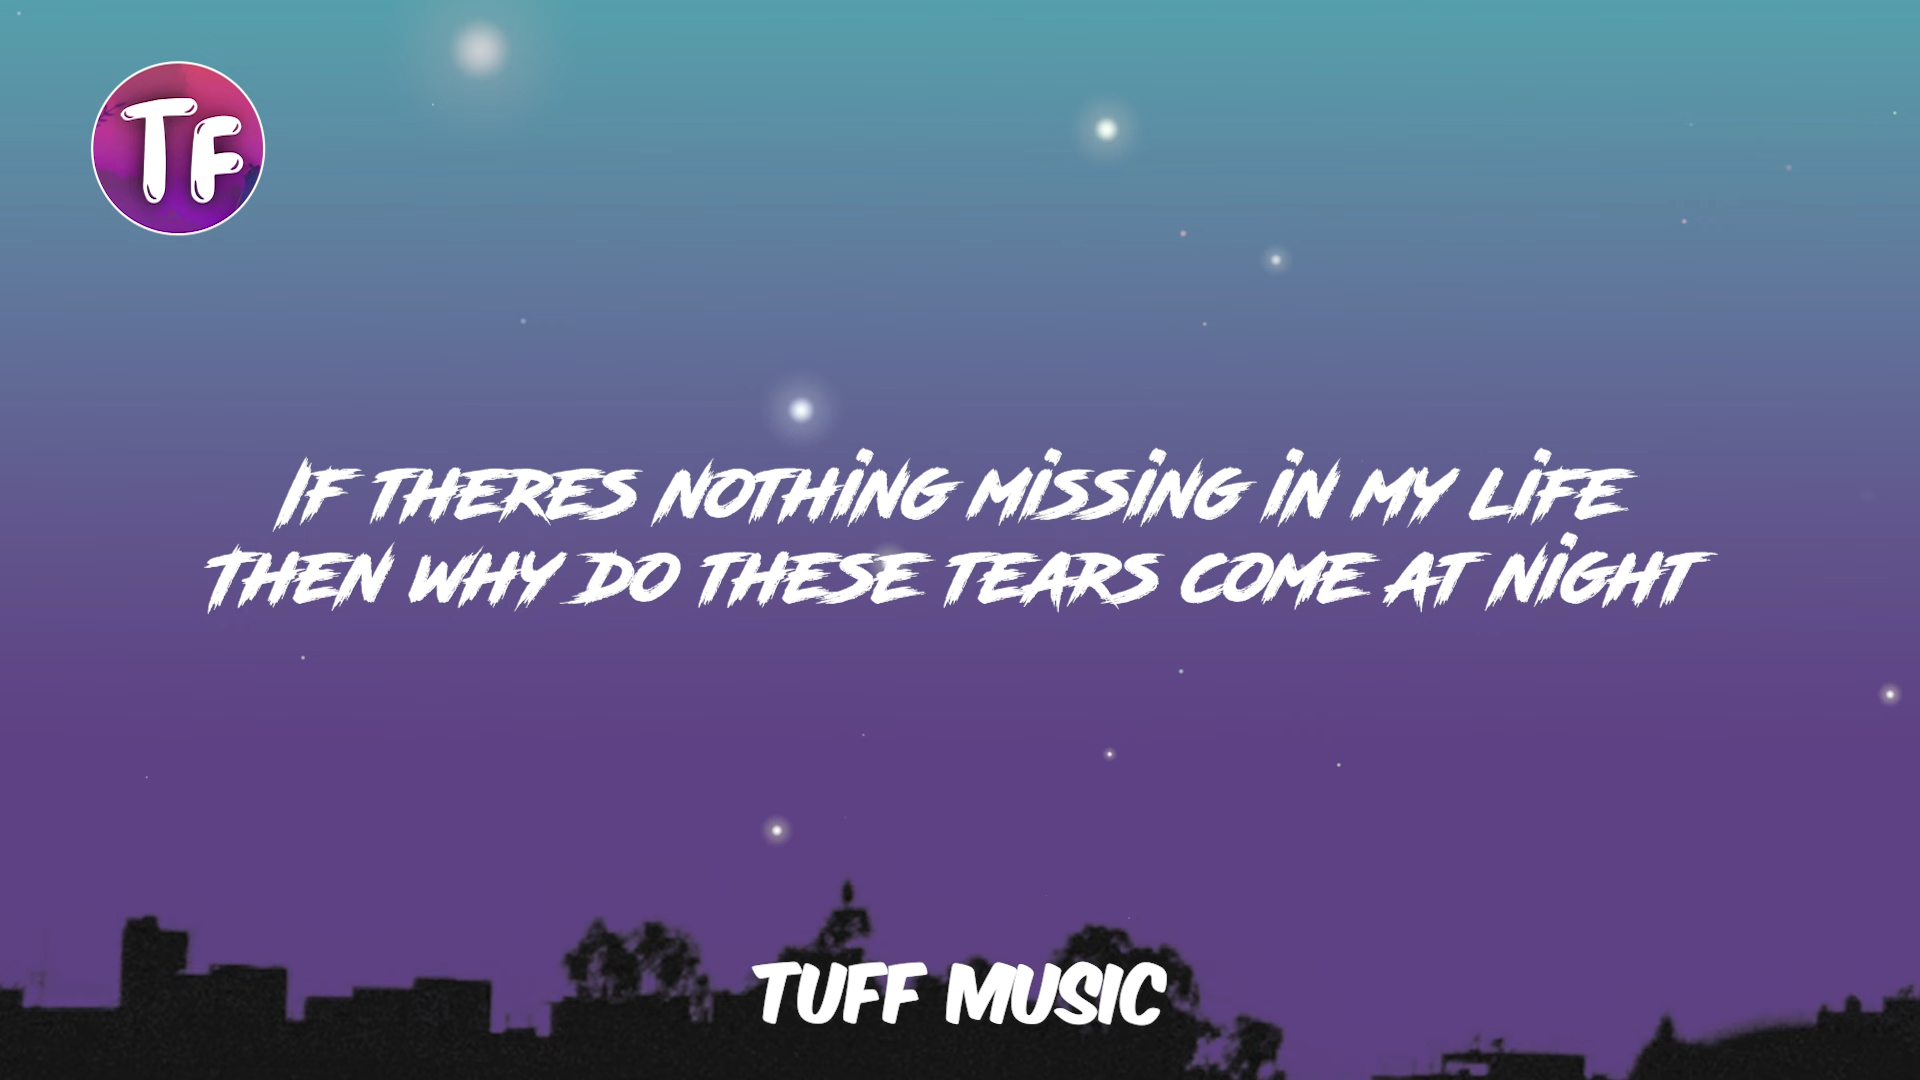 TF
IF THERES NOTHING MISSING IN MY LIFE
THEN WHY DO THESE TEARS COME AT NIGHT
TUFF MUSIC